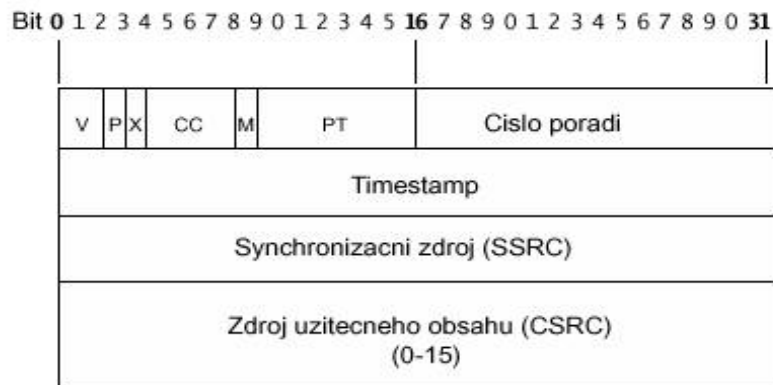 Bit 0 1 2 3 4 5 6 7 8 9 0 1 2 3 4 5 16 7 8 9 0 1 2 3 4 5 6 7 8 9 0 31
V P X CC M PT Cislo poradi
Timestamp
Synchronizacni zdroj (SSRC)
Zdroj uzitecneho obsahu (CSRC)
(0-15)